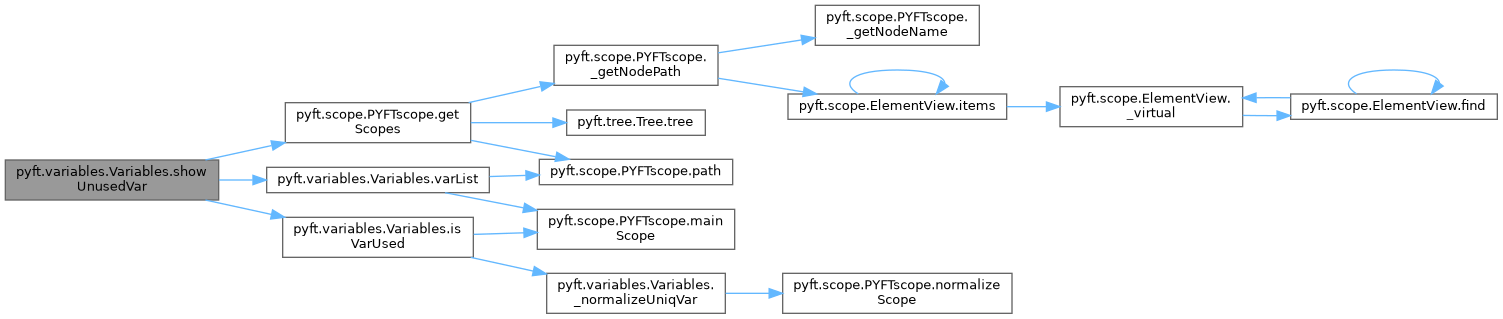 pyft.variables.Variables.show
UnusedVar
pyft.scope.PYFTscope.get
Scopes
pyft.scope.PYFTscope.
_getNodePath
pyft.scope.PYFTscope.
_getNodeName
pyft.scope.ElementView.items
pyft.scope.ElementView.
_virtual
pyft.scope.ElementView.find
pyft.tree.Tree.tree
pyft.scope.PYFTscope.path
pyft.variables.Variables.varList
pyft.scope.PYFTscope.main
Scope
pyft.variables.Variables.is
VarUsed
pyft.variables.Variables.
_normalizeUniqVar
pyft.scope.PYFTscope.normalize
Scope